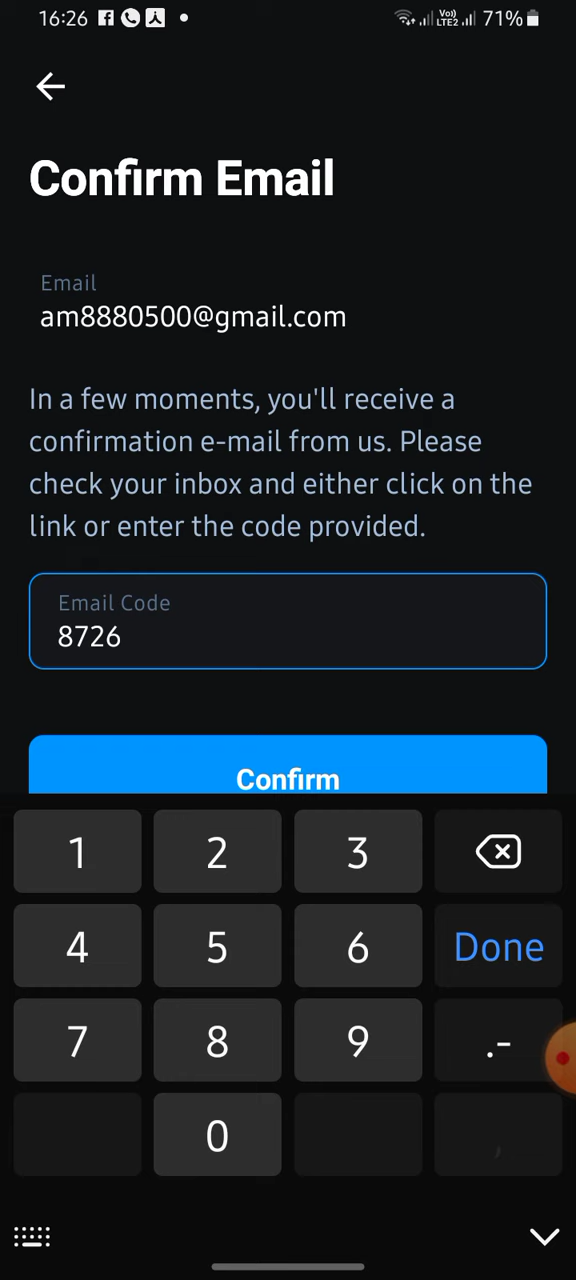 16:26 Vo) LTE2 71%
Confirm Email
Email
am8880500@gmail.com
In a few moments, you'll receive a
confirmation e-mail from us. Please
check your inbox and either click on the
link or enter the code provided.
Email Code
8726
Confirm
1 2 3
4 5 6 Done
7 8 9 .-
0 ,